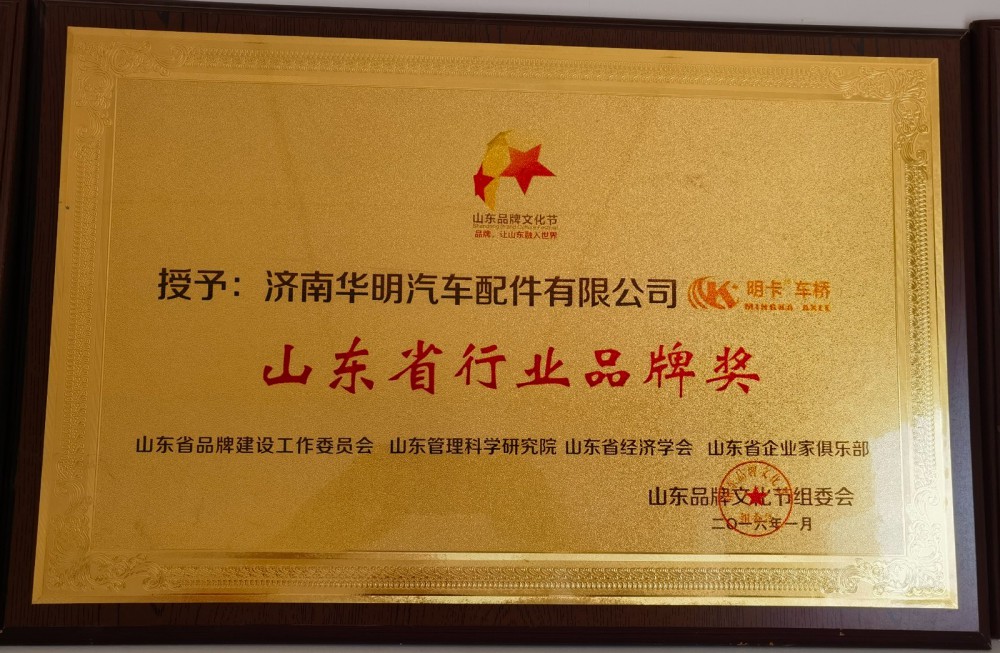 山东品牌文化节
品牌，让山东融入世界
授予：济南华明汽车配件有限公司 K 明卡 车桥
MINGKA AXEL
山东省行业品牌奖
山东省品牌建设工作委员会 山东管理科学研究院 山东省经济学会 山东省企业家俱乐部
山东品牌文化节组委会
二〇一六年一月